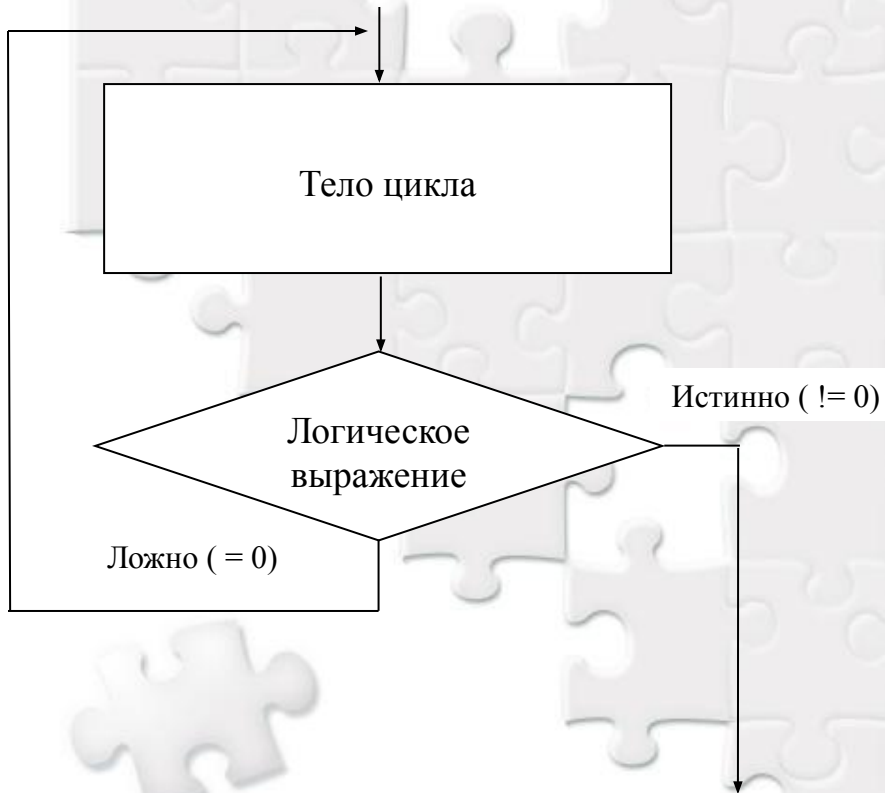 Тело цикла
Истинно ( != 0)
Логическое
выражение
Ложно ( = 0)